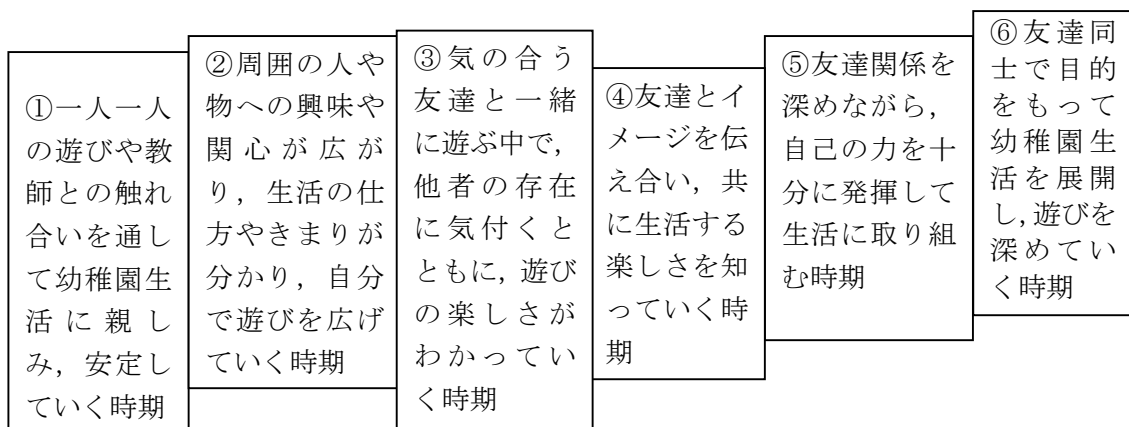 ①一人一人
の遊びや教
師との触れ
合いを通し
て幼稚園生
活に親し
み，安定し
ていく時期
②周囲の人や
物への興味や
関心が広が
り，生活の仕
方やきまりが
分かり，自分
で遊びを広げ
ていく時期
③気の合う
友達と一緒
に遊ぶ中で，
他者の存在
に気付くと
ともに，遊び
の楽しさが
わかってい
く時期
④友達とイ
メージを伝
え合い，共
に生活する
楽しさを知
っていく時
期
⑤友達関係を
深めながら，
自己の力を十
分に発揮して
生活に取り組
む時期
⑥友達同
士で目的
をもって
幼稚園生
活を展開
し，遊びを
深めてい
く時期